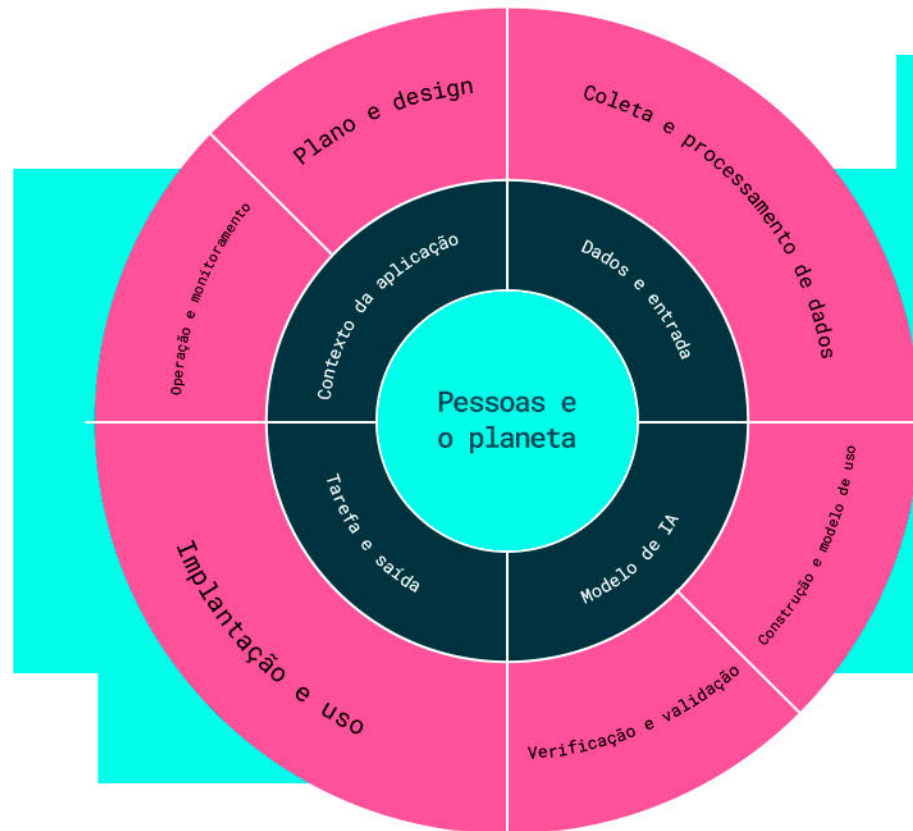 Plano e design
Coleta e processamento de dados
Operação e monitoramento
Contexto da aplicação
Dados e entrada
Pessoas e
o planeta
Tarefa e saída
Modelo de IA
Construção e modelo de uso
Implantação e uso
Verificação e validação